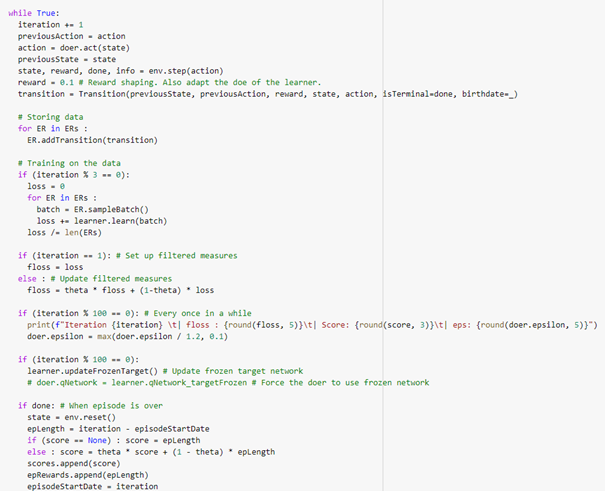 while True:
  iteration += 1
  previousAction = action
  action = doer.act(state)
  previousState = state
  state, reward, done, info = env.step(action)
  reward = 0.1 # Reward shaping. Also adapt the doe of the learner.
  transition = Transition(previousState, previousAction, reward, state, action, isTerminal=done, birthdate=_)

  # Storing data
  for ER in ERs :
    ER.addTransition(transition)

  # Training on the data
  if (iteration % 3 == 0):
    loss = 0
    for ER in ERs :
      batch = ER.sampleBatch()
      loss += learner.learn(batch)
    loss /= len(ERs)

  if (iteration == 1): # Set up filtered measures
    floss = loss
  else : # Update filtered measures
    floss = theta * floss + (1-theta) * loss

  if (iteration % 100 == 0): # Every once in a while
    print(f"Iteration {iteration} \t| floss : {round(floss, 5)}\t| Score: {round(score, 3)}\t| eps: {round(doer.epsilon, 5)}")
    doer.epsilon = max(doer.epsilon / 1.2, 0.1)

  if (iteration % 100 == 0):
    learner.updateFrozenTarget() # Update frozen target network
    # doer.qNetwork = learner.qNetwork_targetFrozen # Force the doer to use frozen network

  if done: # When episode is over
    state = env.reset()
    epLength = iteration - episodeStartDate
    if (score == None) : score = epLength
    else : score = theta * score + (1 - theta) * epLength
    scores.append(score)
    epRewards.append(epLength)
    episodeStartDate = iteration